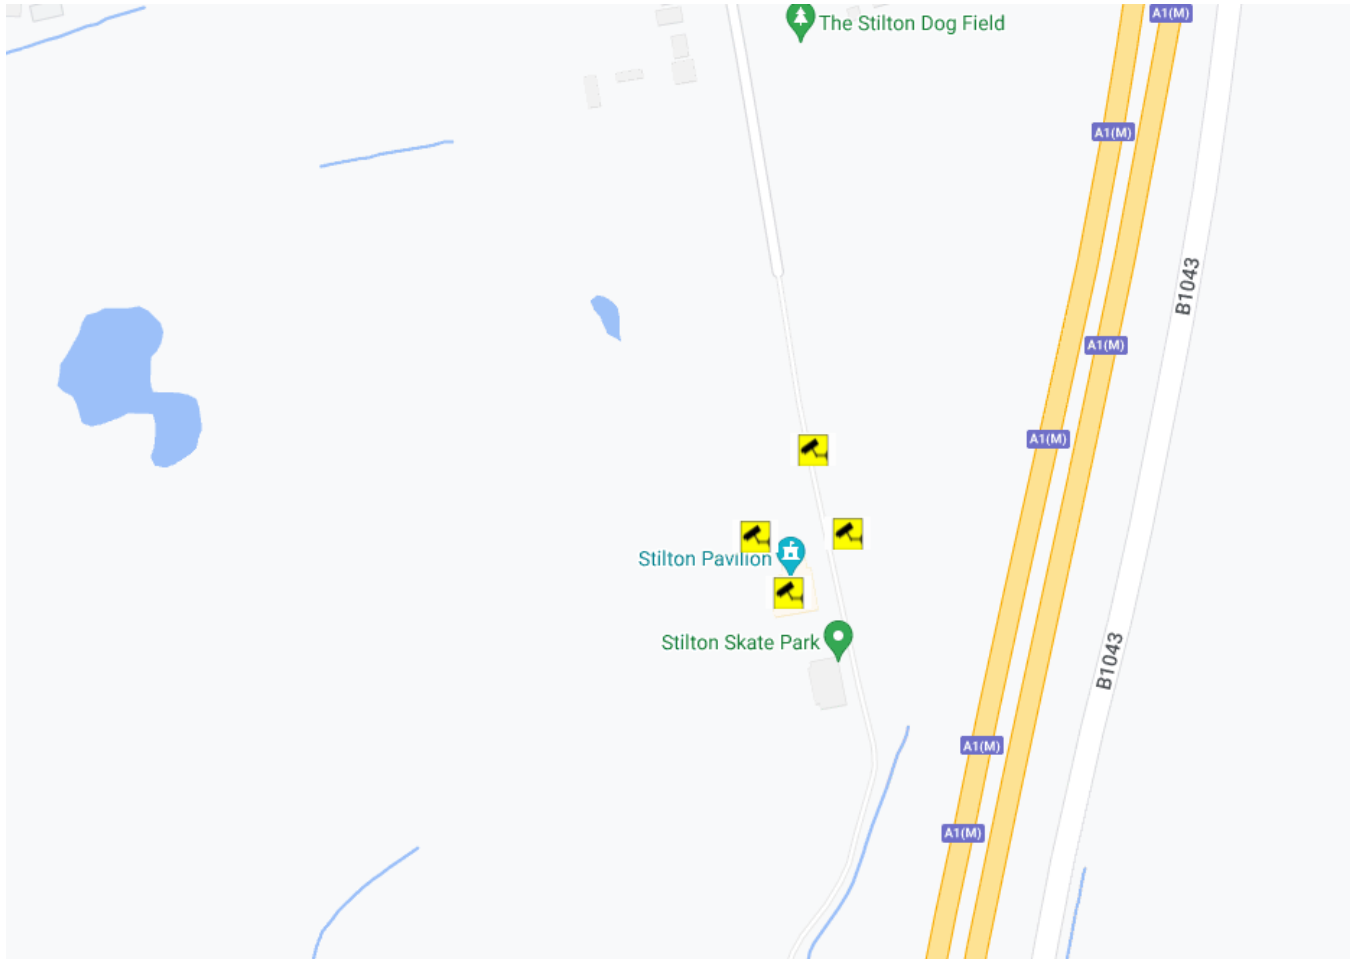 A1(M)
The Stilton Dog Field
A1(M)
B1043
A1(M)
A1(M)
Stilton Pavilion
Stilton Skate Park
B1043
A1(M)
A1(M)